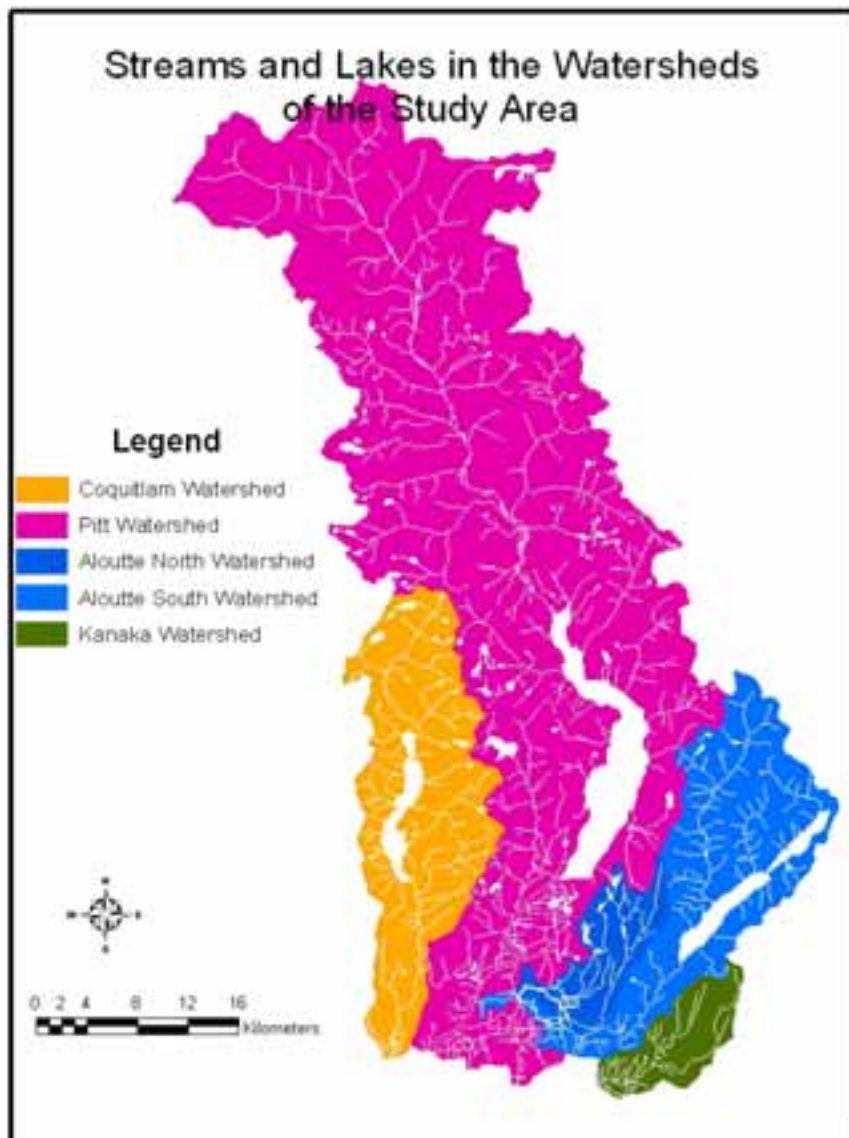 Streams and Lakes in the Watersheds
of the Study Area
Legend
Coquitlam Watershed
Pitt Watershed
Aloutte North Watershed
Aloutte South Watershed
Kanaka Watershed
N
W E
S
0 2 4 8 12 16
Kilometers